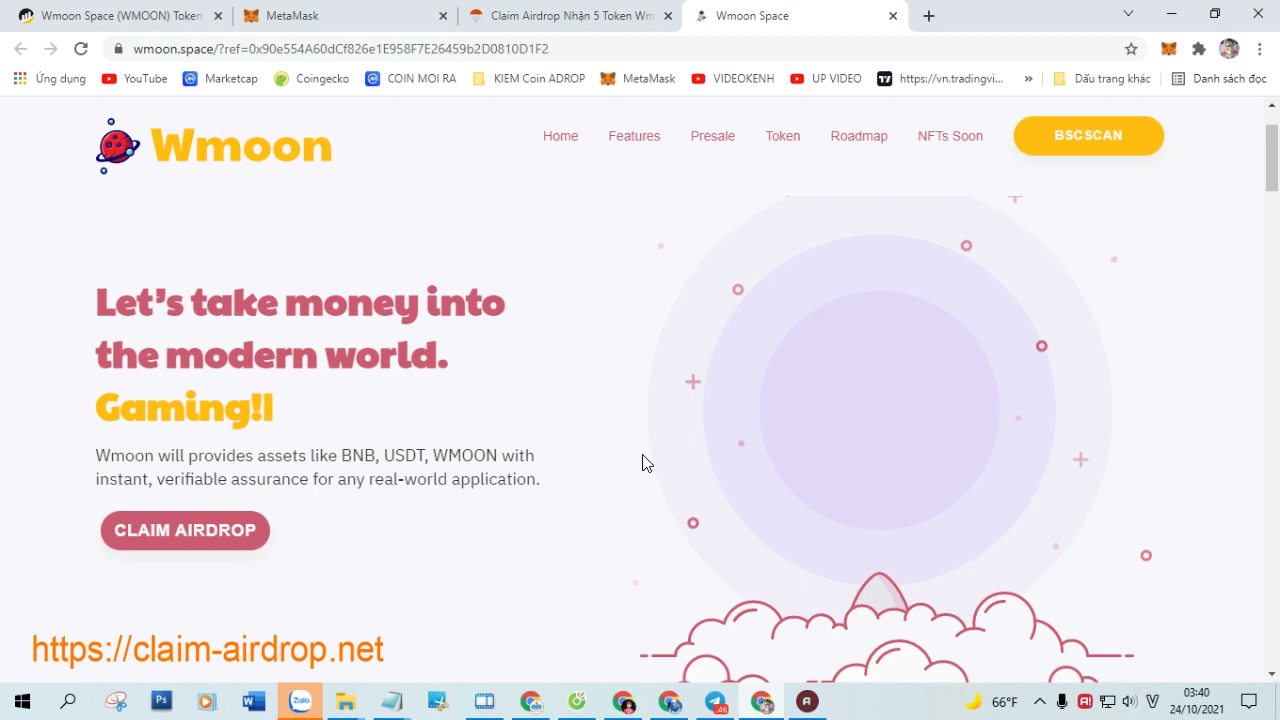 Wmoon Space (WMOON) Token
MetaMask
Claim Airdrop Nhận 5 Token Wm
Wmoon Space
wmoon.space/?ref=0x90e554A60dCf826e1E958F7E26459b2D0810D1F2
Ứng dụng
YouTube
Marketcap
Coingecko
COIN MOI RA
KIEM Coin ADROP
MetaMask
VIDEOKENH
UP VIDEO
https://vn.tradingvi...
»
Dấu trang khác
Danh sách đọc
Wmoon
Home
Features
Presale
Token
Roadmap
NFTs Soon
BSCSCAN
Let's take money into
the modern world.
Gaming!|
Wmoon will provides assets like BNB, USDT, WMOON with
instant, verifiable assurance for any real-world application.
CLAIM AIRDROP
https://claim-airdrop.net
Ps
W
Zalo
46
A
66°F
03:40
24/10/2021